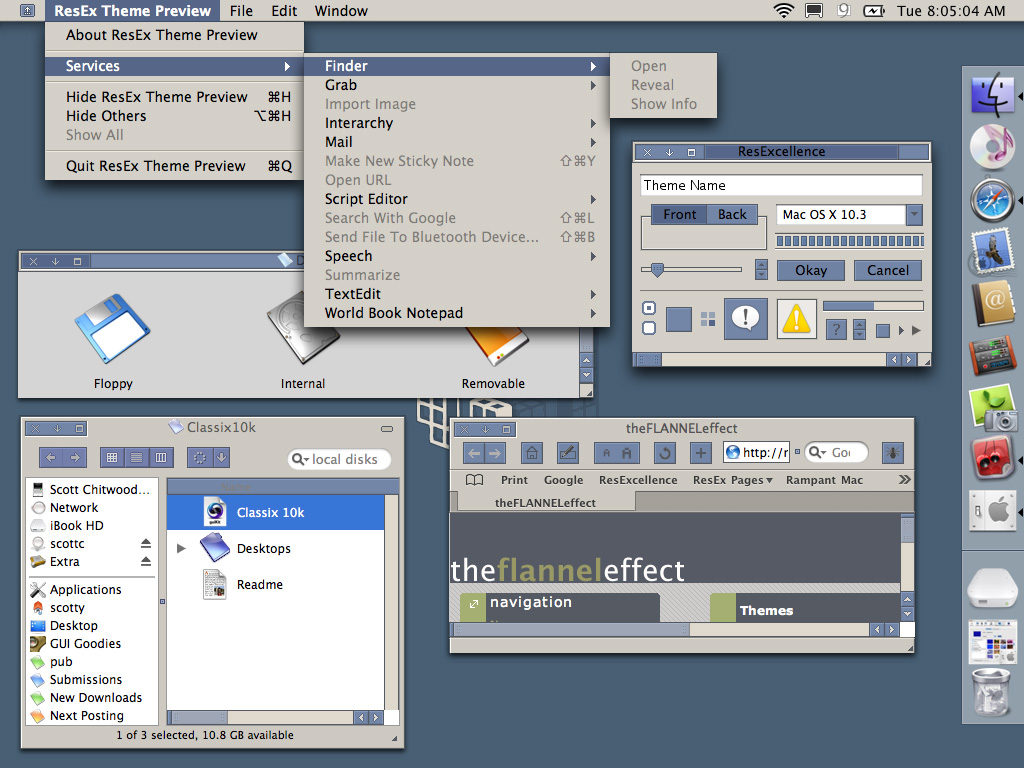 ResEx Theme Preview File Edit Window Tue 8:05:04 AM
About ResEx Theme Preview
Services
Hide ResEx Theme Preview ⌘H
Hide Others ⌥⌘H
Show All
Quit ResEx Theme Preview ⌘Q
Finder
Grab
Import Image
Interarchy
Mail
Make New Sticky Note ⇧⌘Y
Open URL
Script Editor
Search With Google ⇧⌘L
Send File To Bluetooth Device... ⇧⌘B
Speech
Summarize
TextEdit
World Book Notepad
Open
Reveal
Show Info
ResExcellence
Theme Name
Front Back
Mac OS X 10.3
Okay Cancel
?
Floppy Internal Removable
Classix10k
local disks
Scott Chitwood...
Network
iBook HD
scottc
Extra
Applications
scotty
Desktop
GUI Goodies
pub
Submissions
New Downloads
Next Posting
Classix 10k
Desktops
Readme
1 of 3 selected, 10.8 GB available
theFLANNELeffect
A A http://r Goo
Print Google ResExcellence ResEx Pages▾ Rampant Mac »
theFLANNELeffect
theflanneleffect
navigation Themes